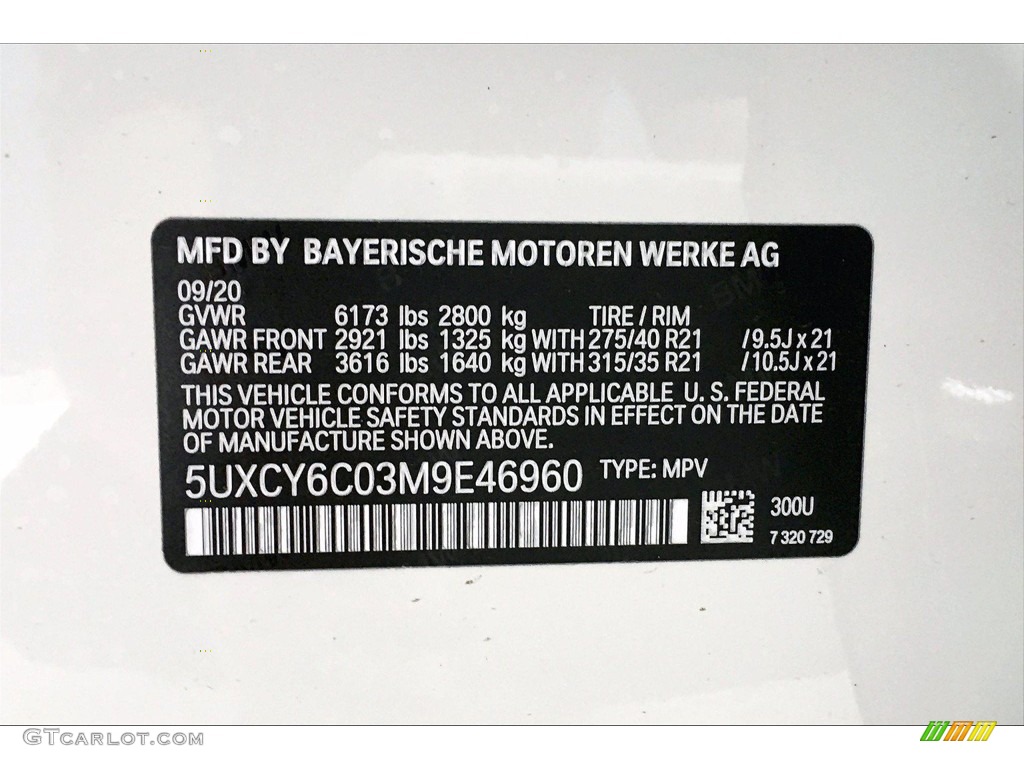 MFD BY BAYERISCHE MOTOREN WERKE AG
09/20
GVWR 6173 lbs 2800 kg TIRE / RIM
GAWR FRONT 2921 lbs 1325 kg WITH 275/40 R21 / 9.5J x 21
GAWR REAR 3616 lbs 1640 kg WITH 315/35 R21 / 10.5J x 21
THIS VEHICLE CONFORMS TO ALL APPLICABLE U. S. FEDERAL
MOTOR VEHICLE SAFETY STANDARDS IN EFFECT ON THE DATE
OF MANUFACTURE SHOWN ABOVE.
5UXCY6C03M9E46960 TYPE: MPV
300U
7 320 729
GTCARLOT.COM